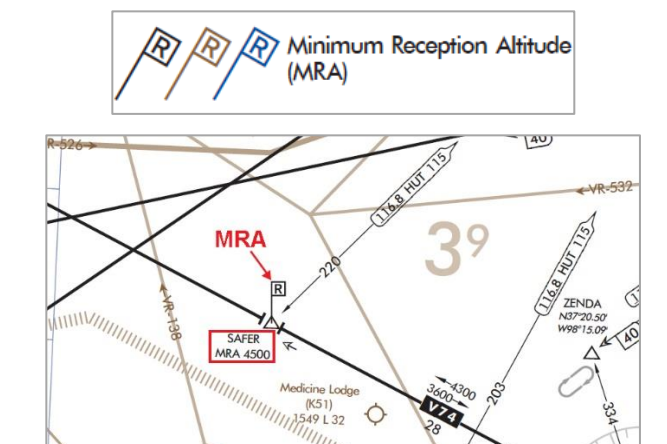 R
R
R
Minimum Reception Altitude
(MRA)
R-526
40
116.8 HUT 115
VR-532
3⁹
MRA
220
R
116.8 HUT 115
ZENDA
N37°20.50'
W98°15.09'
VR-138
SAFER
MRA 4500
40
Medicine Lodge
(K51)
1549 L 32
4300
3600
V74
28
203
334